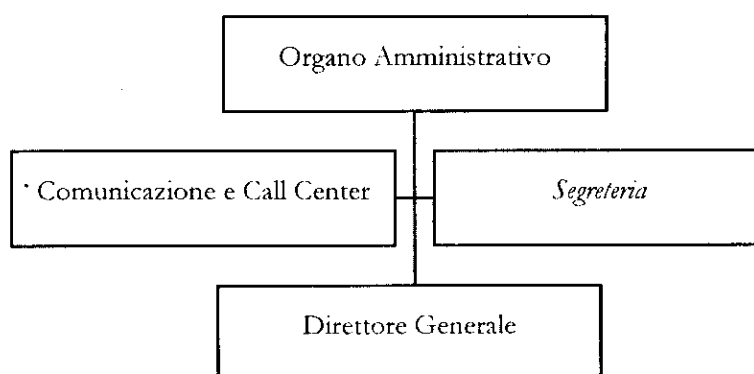 Organo Amministrativo
Comunicazione e Call Center
Segreteria
Direttore Generale